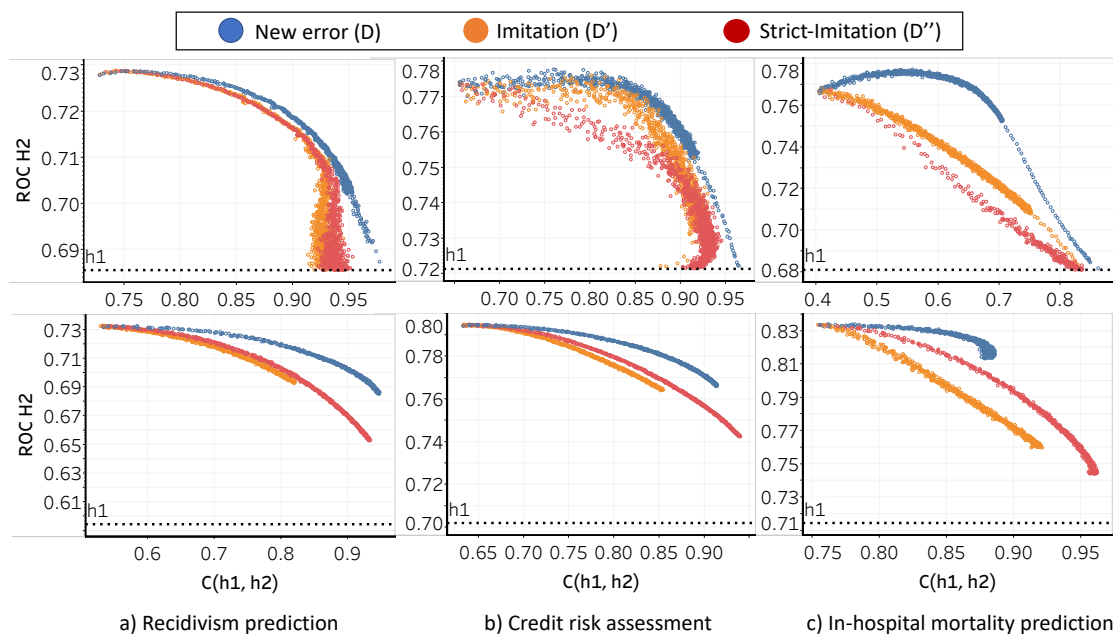 New error (D) Imitation (D') Strict-Imitation (D'')
ROC H2
0.73
0.72
0.71
0.70
0.69
h1
0.75 0.80 0.85 0.90 0.95
0.78
0.77
0.76
0.75
0.74
0.73
0.72
h1
0.70 0.75 0.80 0.85 0.90 0.95
0.78
0.76
0.74
0.72
0.70
0.68
h1
0.4 0.5 0.6 0.7 0.8
ROC H2
0.73
0.71
0.69
0.67
0.65
0.63
0.61
h1
0.6 0.7 0.8 0.9
C(h1, h2)
0.80
0.78
0.76
0.74
0.72
0.70
h1
0.65 0.70 0.75 0.80 0.85 0.90
C(h1, h2)
0.83
0.81
0.79
0.77
0.75
0.73
0.71
h1
0.75 0.80 0.85 0.90 0.95
C(h1, h2)
a) Recidivism prediction
b) Credit risk assessment
c) In-hospital mortality prediction